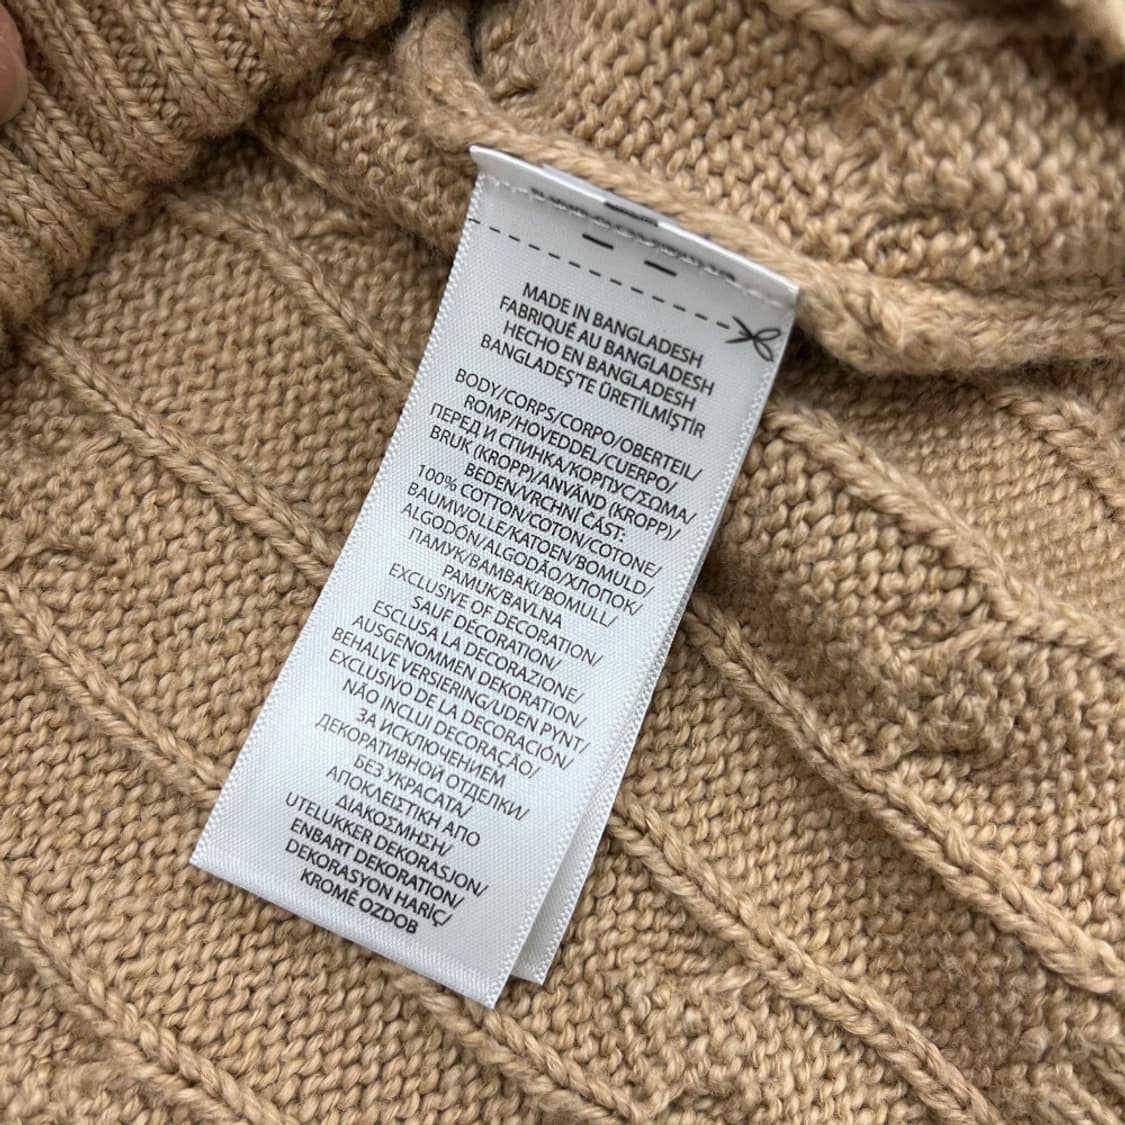 MADE IN BANGLADESH
FABRIQUÉ AU BANGLADESH
HECHO EN BANGLADESH
BANGLADEŞ'TE ÜRETİLMİŞTİR
BODY/CORPS/CORPO/OBERTEIL/
ROMP/HOVEDDEL/CUERPO/
ПЕРЕД И СПИНКА/КОРПУС/ΣΩΜΑ/
BRUK (KROPP)/ANVÄND (KROPP)/
BEDEN/VRCHNÍ ČÁST:
100% COTTON/COTON/COTONE/
BAUMWOLLE/KATOEN/BOMULD/
ALGODÓN/ALGODÃO/ХЛОПОК/
ПАМУК/ΒΑΜΒΑΚΙ/BOMULL/
PAMUK/BAVLNA
EXCLUSIVE OF DECORATION/
SAUF DÉCORATION/
ESCLUSA LA DECORAZIONE/
AUSGENOMMEN DEKORATION/
BEHALVE VERSIERING/UDEN PYNT/
EXCLUSIVO DE LA DECORACIÓN/
NÃO INCLUI DECORAÇÃO/
ЗА ИСКЛЮЧЕНИЕМ
ДЕКОРАТИВНОЙ ОТДЕЛКИ/
БЕЗ УКРАСАТА/
ΑΠΟΚΛΕΙΣΤΙΚΗ ΑΠΟ
ΔΙΑΚΟΣΜΗΣΗ/
UTELUKKER DEKORASJON/
ENBART DEKORATION/
DEKORASYON HARİÇ/
KROMĚ OZDOB